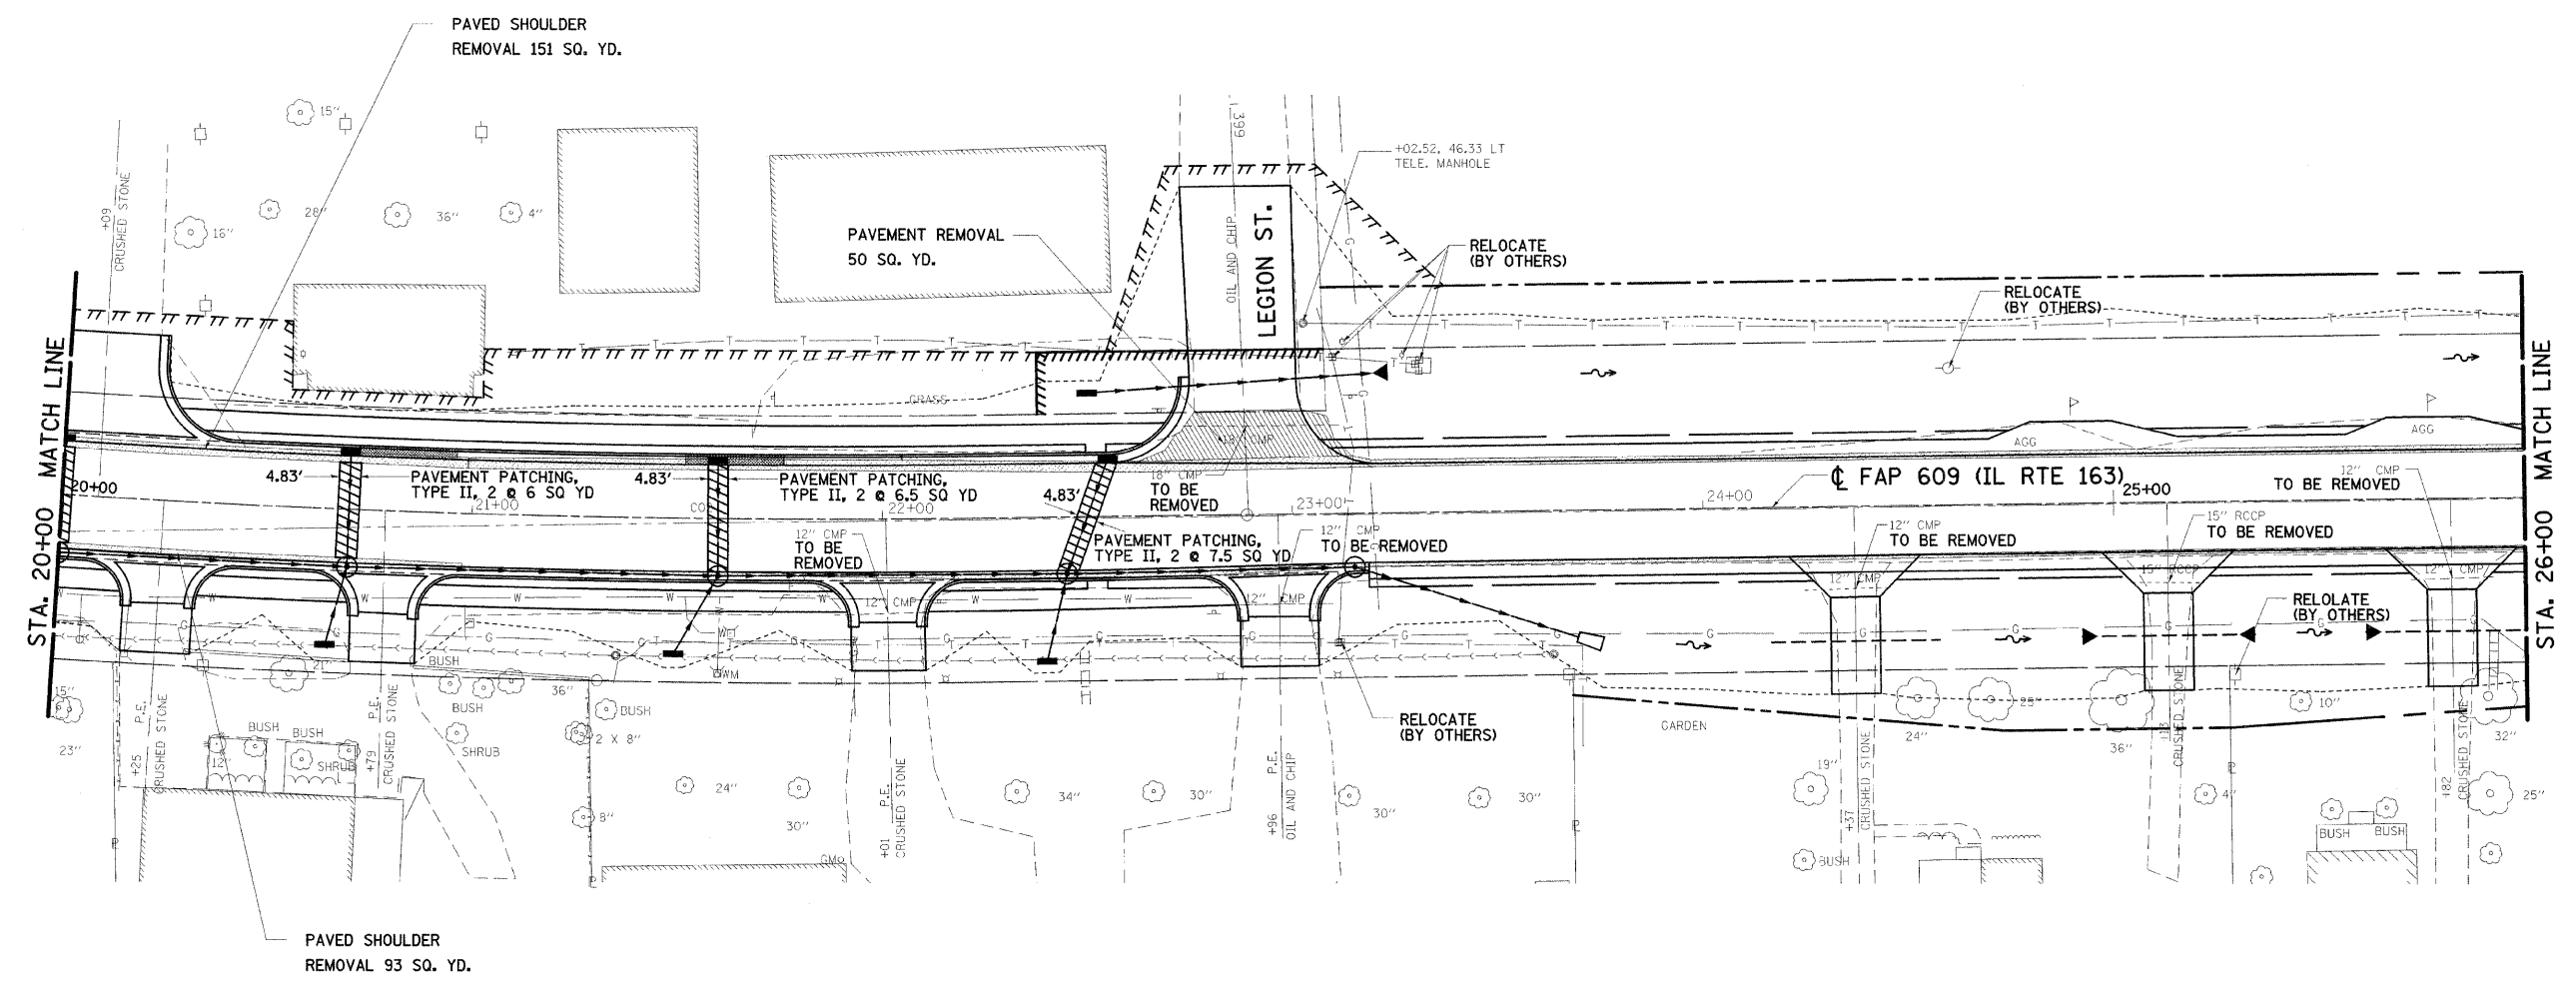 PAVED SHOULDER
REMOVAL 151 SQ. YD.
15"
+09
CRUSHED STONE
16"
28"
36"
4"
399
+02.52, 46.33 LT
TELE. MANHOLE
PAVEMENT REMOVAL
50 SQ. YD.
OIL AND CHIP
LEGION ST.
RELOCATE
(BY OTHERS)
RELOCATE
(BY OTHERS)
STA. 20+00 MATCH LINE
STA. 26+00 MATCH LINE
GRASS
18" CMP
AGG
AGG
20+00
4.83'
PAVEMENT PATCHING,
TYPE II, 2 @ 6 SQ YD
21+00
4.83'
PAVEMENT PATCHING,
TYPE II, 2 @ 6.5 SQ YD
22+00
4.83'
18" CMP
TO BE
REMOVED
23+00
24+00
℄ FAP 609 (IL RTE 163)
25+00
12" CMP
TO BE REMOVED
12" CMP
TO BE
REMOVED
PAVEMENT PATCHING,
TYPE II, 2 @ 7.5 SQ YD
12" CMP
TO BE REMOVED
12" CMP
TO BE REMOVED
15" RCCP
TO BE REMOVED
12" CMP
12" CMP
12" CMP
15" RCCP
12" CMP
RELOLATE
(BY OTHERS)
15"
21"
BUSH
BUSH
36"
BUSH
2 X 8"
SHRUB
BUSH
BUSH
SHRUB
12"
23"
+25
P.E.
CRUSHED STONE
+79
P.E.
CRUSHED STONE
WM
8"
24"
30"
GM
+01
P.E.
CRUSHED STONE
34"
30"
+96
P.E.
OIL AND CHIP
RELOCATE
(BY OTHERS)
30"
30"
GARDEN
19"
BUSH
+37
CRUSHED STONE
24"
25"
36"
+13
CRUSHED STONE
4"
10"
BUSH
BUSH
+82
CRUSHED STONE
32"
25"
PAVED SHOULDER
REMOVAL 93 SQ. YD.